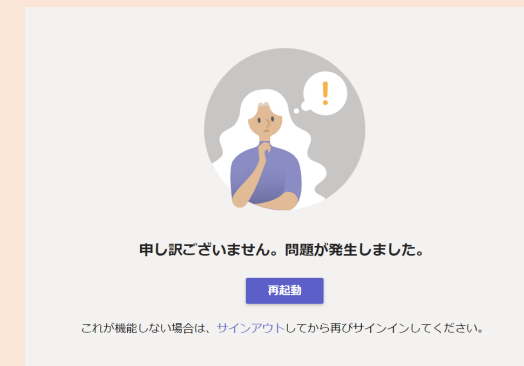 申し訳ございません。問題が発生しました。
再起動
これが機能しない場合は、サインアウトしてから再びサインインしてください。